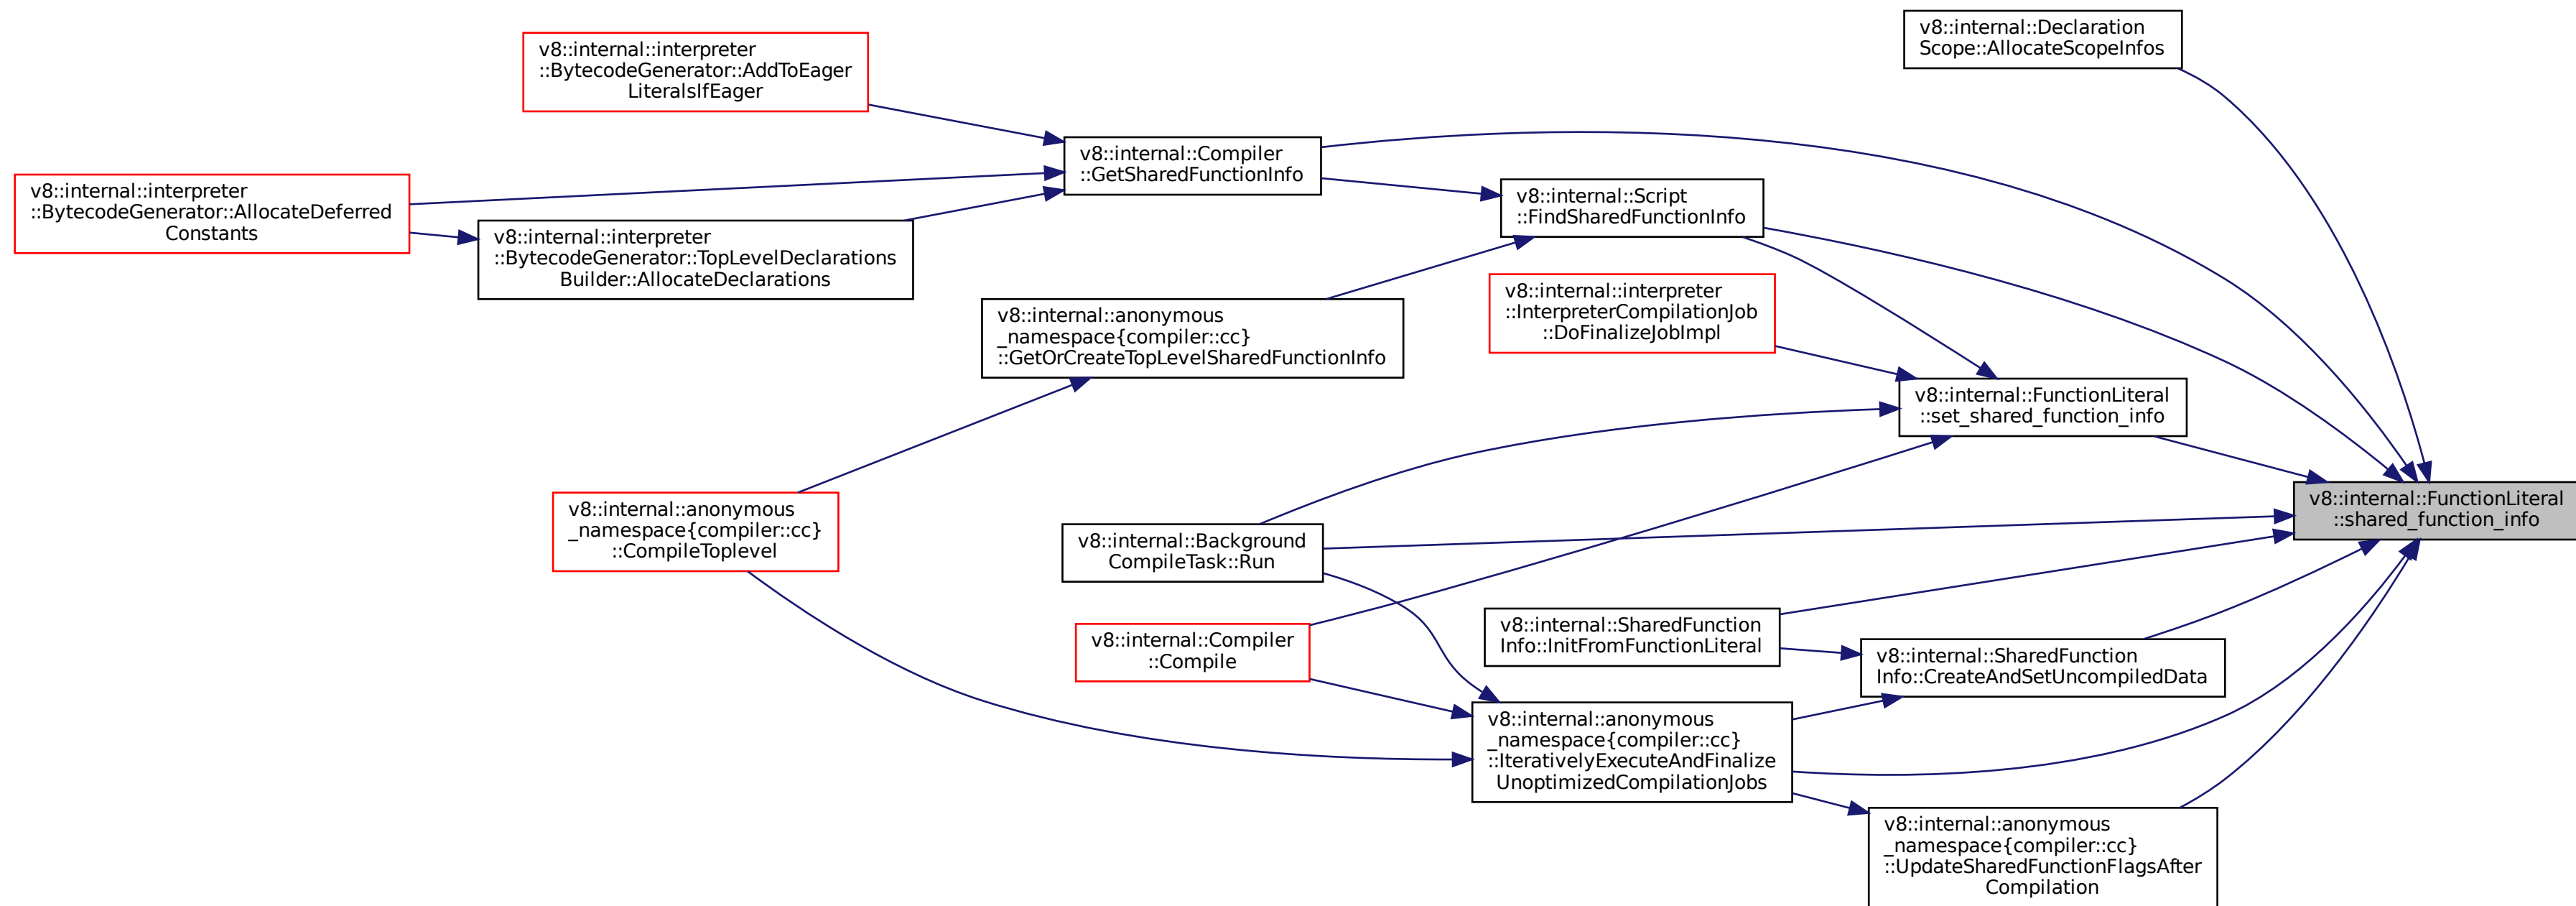 v8::internal::Declaration
Scope::AllocateScopeInfos
v8::internal::interpreter
::BytecodeGenerator::AddToEager
LiteralsIfEager
v8::internal::Compiler
::GetSharedFunctionInfo
v8::internal::interpreter
::BytecodeGenerator::AllocateDeferred
Constants
v8::internal::Script
::FindSharedFunctionInfo
v8::internal::interpreter
::BytecodeGenerator::TopLevelDeclarations
Builder::AllocateDeclarations
v8::internal::interpreter
::InterpreterCompilationJob
::DoFinalizeJobImpl
v8::internal::anonymous
_namespace{compiler::cc}
::GetOrCreateTopLevelSharedFunctionInfo
v8::internal::FunctionLiteral
::set_shared_function_info
v8::internal::FunctionLiteral
::shared_function_info
v8::internal::anonymous
_namespace{compiler::cc}
::CompileToplevel
v8::internal::Background
CompileTask::Run
v8::internal::SharedFunction
Info::InitFromFunctionLiteral
v8::internal::Compiler
::Compile
v8::internal::SharedFunction
Info::CreateAndSetUncompiledData
v8::internal::anonymous
_namespace{compiler::cc}
::IterativelyExecuteAndFinalize
UnoptimizedCompilationJobs
v8::internal::anonymous
_namespace{compiler::cc}
::UpdateSharedFunctionFlagsAfter
Compilation